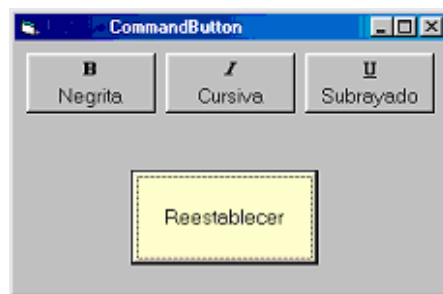 CommandButton
B I U
Negrita Cursiva Subrayado
Reestablecer